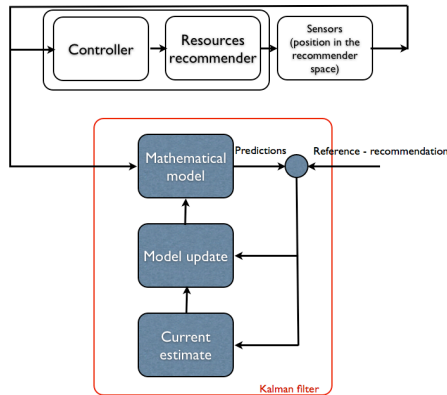 Controller
Resources
recommender
Sensors
(position in the
recommender
space)
Mathematical
model
Predictions
Reference - recommendation
Model update
Current
estimate
Kalman filter